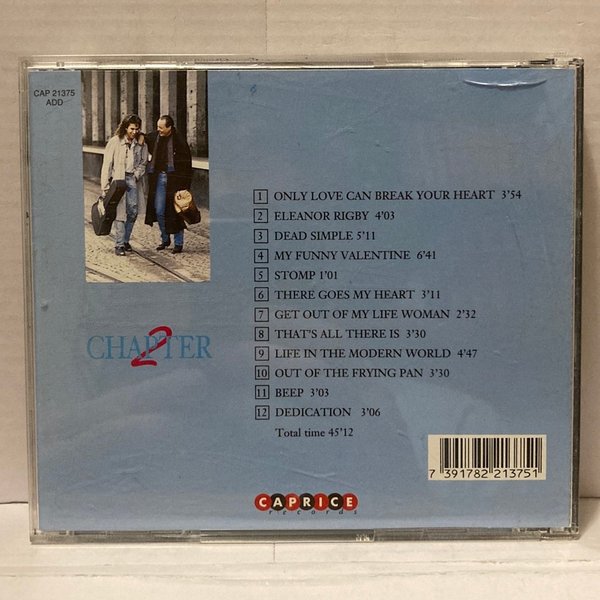 CAP 21375
ADD
1 ONLY LOVE CAN BREAK YOUR HEART 3'54
2 ELEANOR RIGBY 4'03
3 DEAD SIMPLE 5'11
4 MY FUNNY VALENTINE 6'41
5 STOMP 1'01
6 THERE GOES MY HEART 3'11
7 GET OUT OF MY LIFE WOMAN 2'32
8 THAT'S ALL THERE IS 3'30
9 LIFE IN THE MODERN WORLD 4'47
10 OUT OF THE FRYING PAN 3'30
11 BEEP 3'03
12 DEDICATION 3'06
Total time 45'12
CHAPTER 2
7 391782 213751
CAPRICE
records